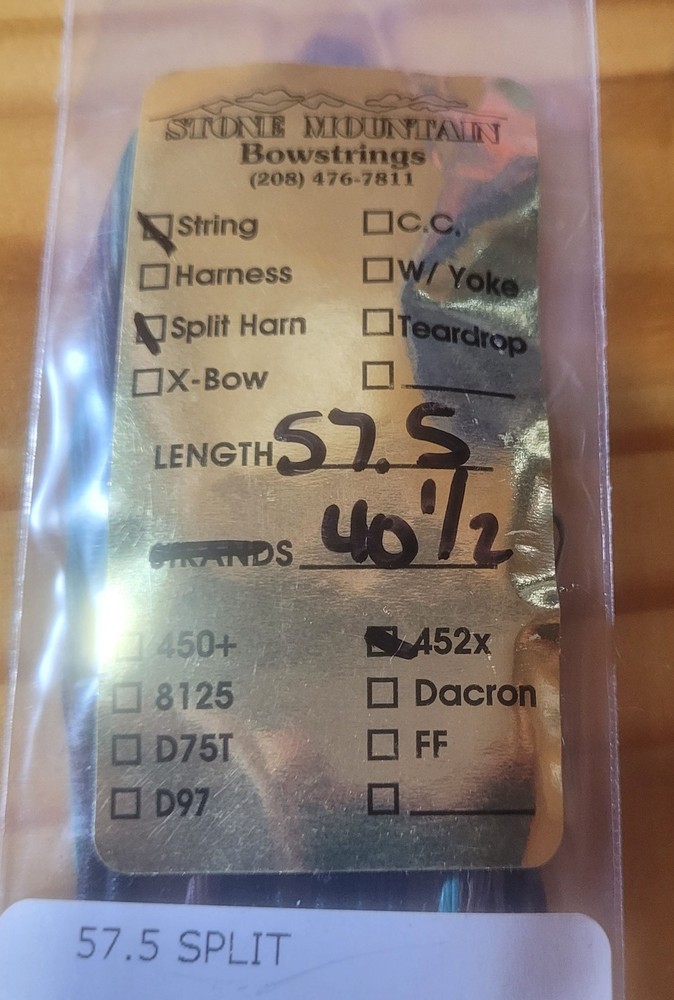 STONE MOUNTAIN
Bowstrings
(208) 476-7811
String C.C.
Harness W/ Yoke
Split Harn Teardrop
X-Bow
LENGTH 57.5
STRANDS 40 1/2
450+ 452x
8125 Dacron
D75T FF
D97
57.5 SPLIT